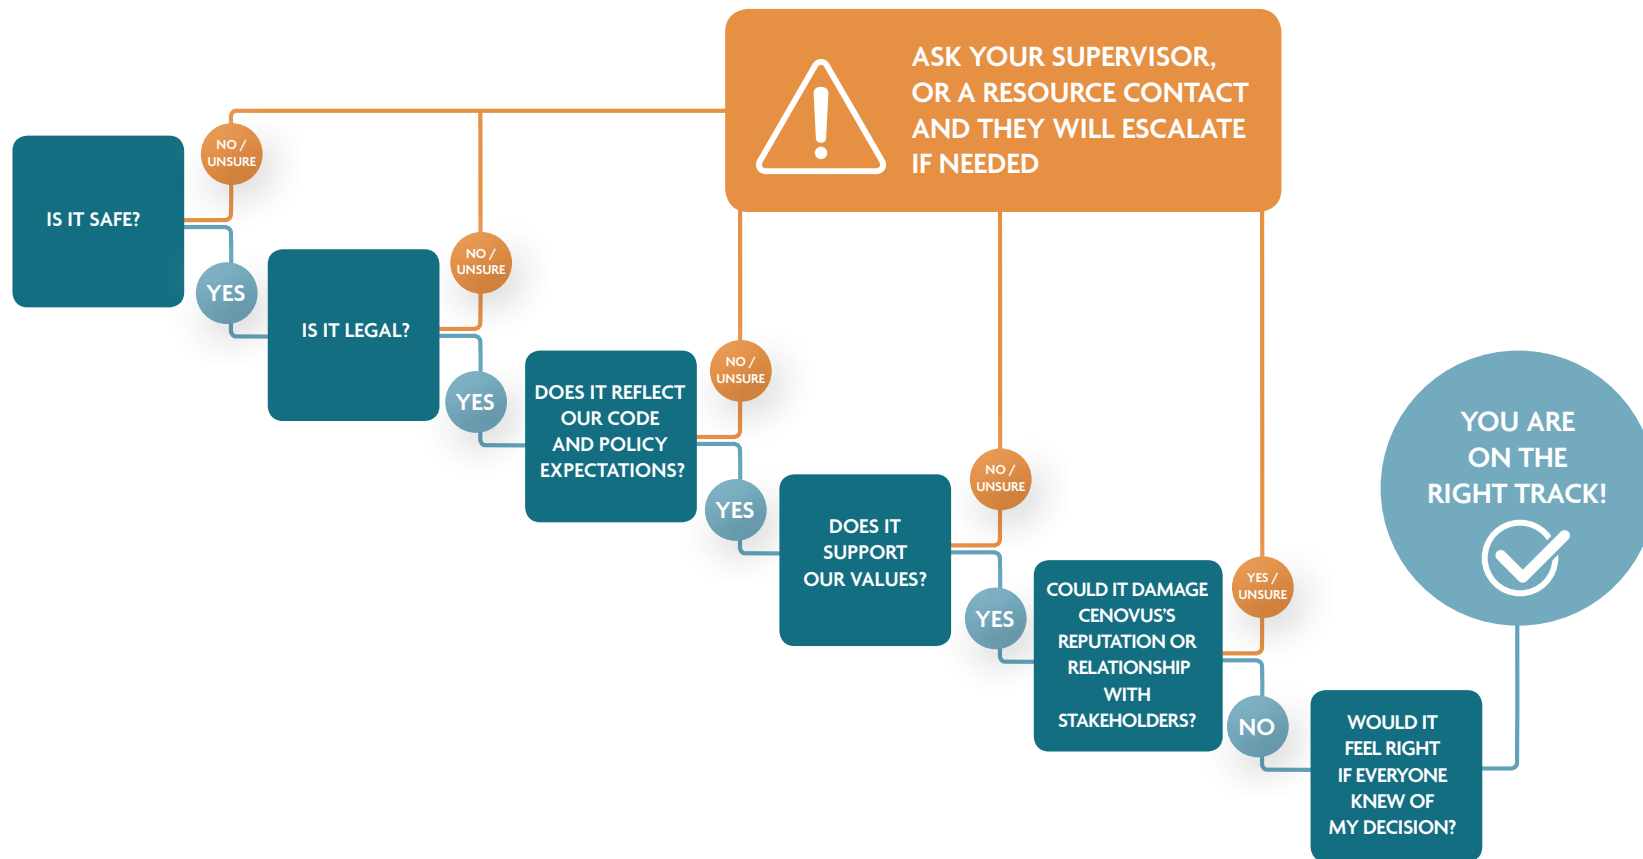 ASK YOUR SUPERVISOR,
OR A RESOURCE CONTACT
AND THEY WILL ESCALATE
IF NEEDED
NO /
UNSURE
IS IT SAFE?
YES
NO /
UNSURE
IS IT LEGAL?
YES
NO /
UNSURE
DOES IT REFLECT
OUR CODE
AND POLICY
EXPECTATIONS?
YES
NO /
UNSURE
DOES IT
SUPPORT
OUR VALUES?
YES
YES /
UNSURE
COULD IT DAMAGE
CENOVUS'S
REPUTATION OR
RELATIONSHIP
WITH
STAKEHOLDERS?
NO
WOULD IT
FEEL RIGHT
IF EVERYONE
KNEW OF
MY DECISION?
YOU ARE
ON THE
RIGHT TRACK!